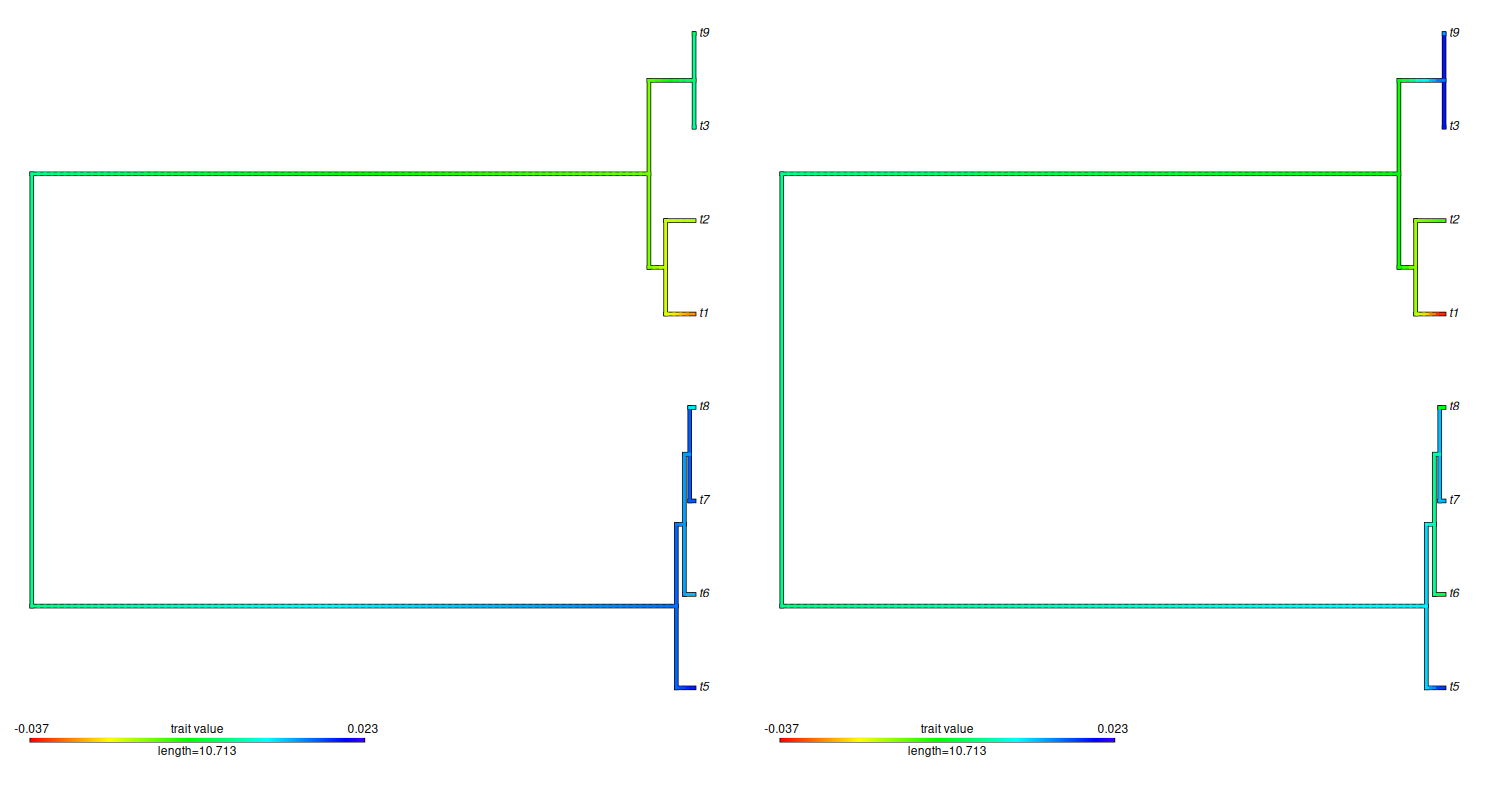 t9
t3
t2
t1
t8
t7
t6
t5
-0.037 trait value 0.023
length=10.713
t9
t3
t2
t1
t8
t7
t6
t5
-0.037 trait value 0.023
length=10.713